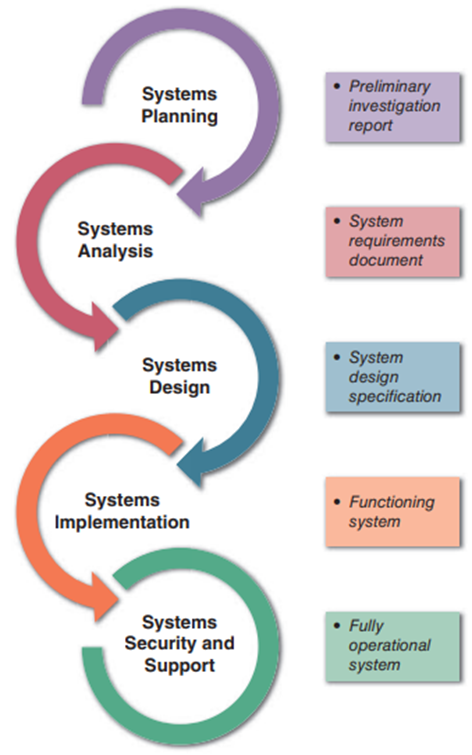 Systems
Planning
• Preliminary
investigation
report
Systems
Analysis
• System
requirements
document
Systems
Design
• System
design
specification
Systems
Implementation
• Functioning
system
Systems
Security and
Support
• Fully
operational
system